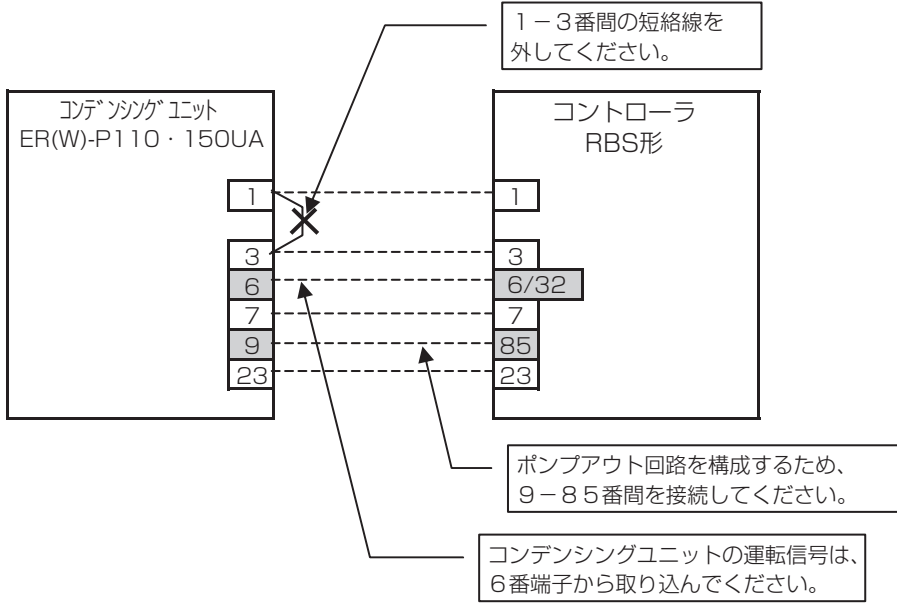 １－３番間の短絡線を
外してください。
ｺﾝﾃﾞﾝｼﾝｸﾞﾕﾆｯﾄ
ER(W)-P110・150UA
コントローラ
RBS形
1
1
3
3
6
6/32
7
7
9
85
23
23
ポンプアウト回路を構成するため、
９－８５番間を接続してください。
コンデンシングユニットの運転信号は、
６番端子から取り込んでください。